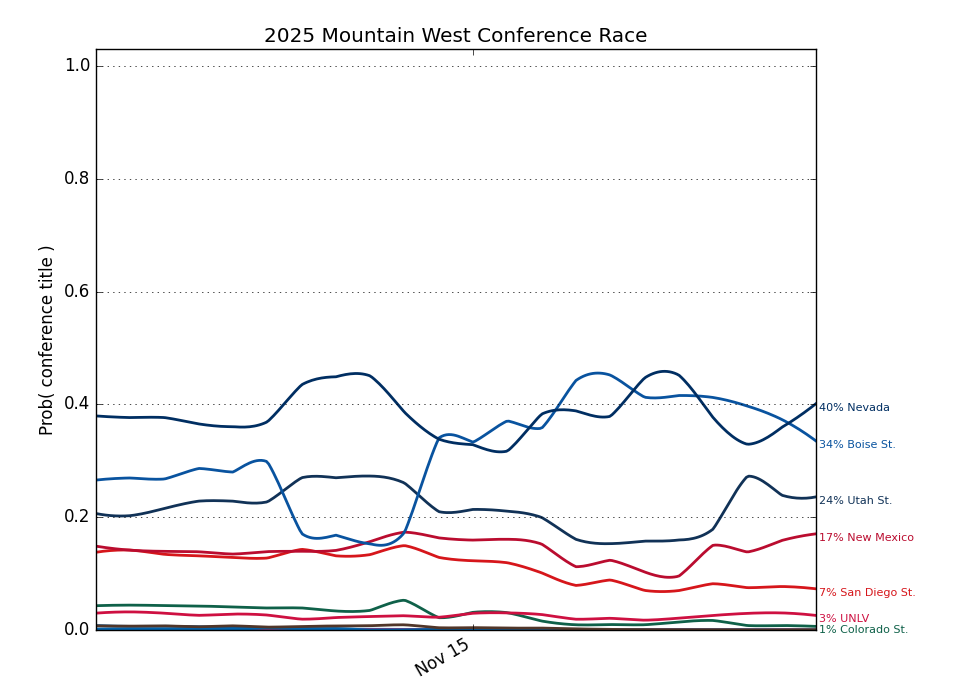 2025 Mountain West Conference Race
1.0
0.8
0.6
0.4
0.2
0.0
Prob( conference title )
Nov 15
40% Nevada
34% Boise St.
24% Utah St.
17% New Mexico
7% San Diego St.
3% UNLV
1% Colorado St.